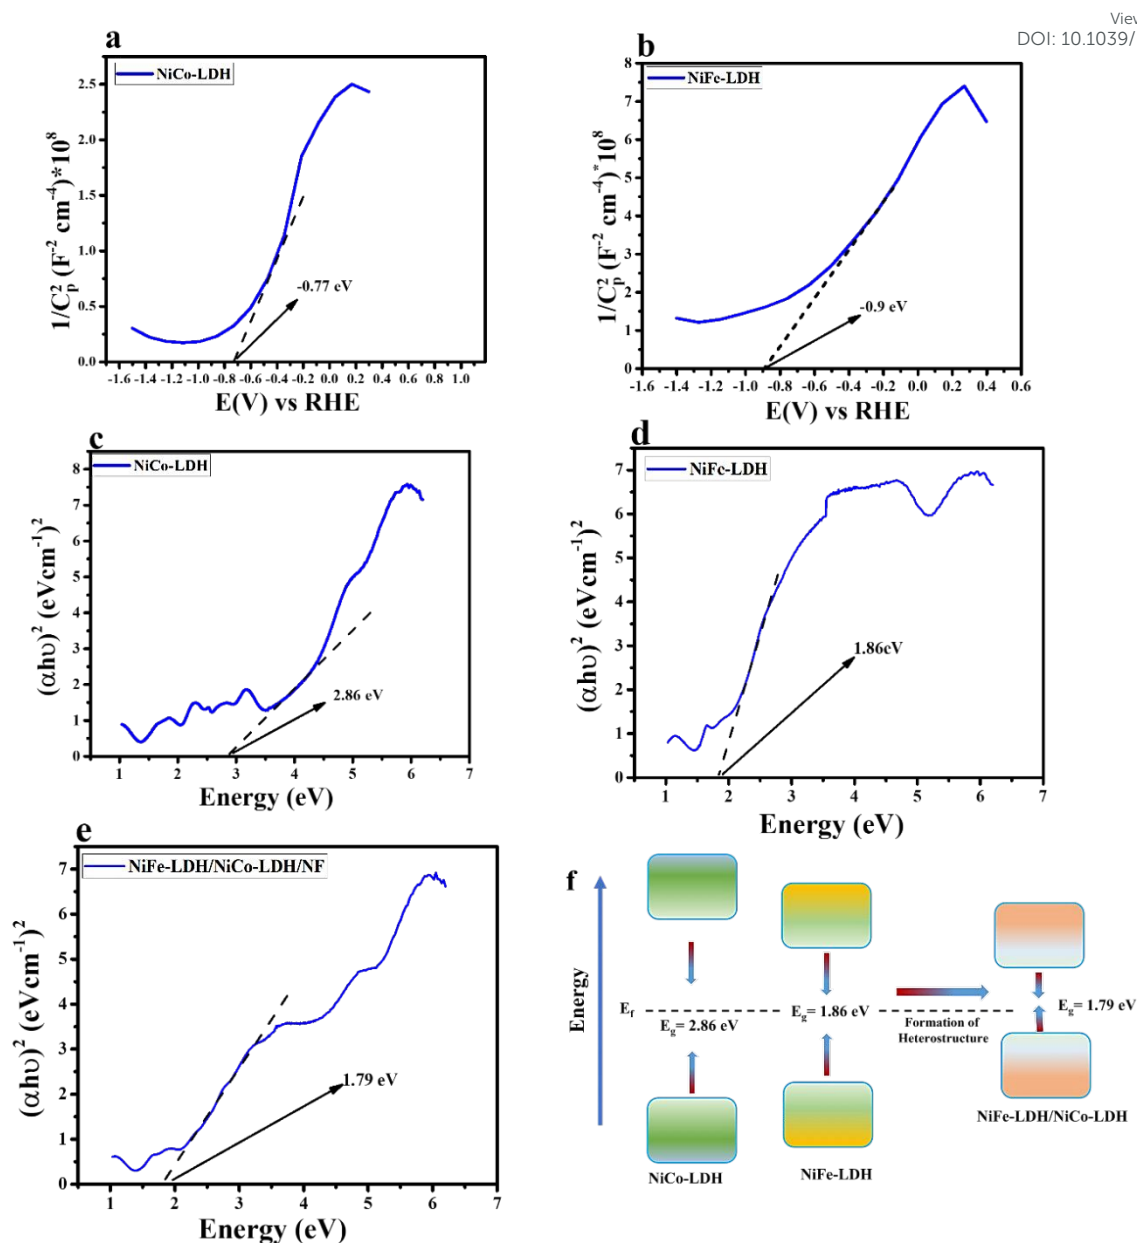 View
DOI: 10.1039/
a
NiCo-LDH
1/C_p^2 (F^-2 cm^-4)*10^8
2.5
2.0
1.5
1.0
0.5
0.0
-0.77 eV
-1.6 -1.4 -1.2 -1.0 -0.8 -0.6 -0.4 -0.2 0.0 0.2 0.4 0.6 0.8 1.0
E(V) vs RHE
b
NiFe-LDH
1/C_p^2 (F^-2 cm^-4)*10^8
8
7
6
5
4
3
2
1
0
-0.9 eV
-1.6 -1.4 -1.2 -1.0 -0.8 -0.6 -0.4 -0.2 0.0 0.2 0.4 0.6
E(V) vs RHE
c
NiCo-LDH
(αhυ)^2 (eVcm^-1)^2
8
7
6
5
4
3
2
1
0
2.86 eV
1 2 3 4 5 6 7
Energy (eV)
d
NiFe-LDH
(αhυ)^2 (eVcm^-1)^2
7
6
5
4
3
2
1
0
1.86eV
1 2 3 4 5 6 7
Energy (eV)
e
NiFe-LDH/NiCo-LDH/NF
(αhυ)^2 (eVcm^-1)^2
7
6
5
4
3
2
1
0
1.79 eV
1 2 3 4 5 6 7
Energy (eV)
f
Energy
E_f
E_g= 2.86 eV
E_g= 1.86 eV
E_g= 1.79 eV
Formation of
Heterostructure
NiCo-LDH
NiFe-LDH
NiFe-LDH/NiCo-LDH